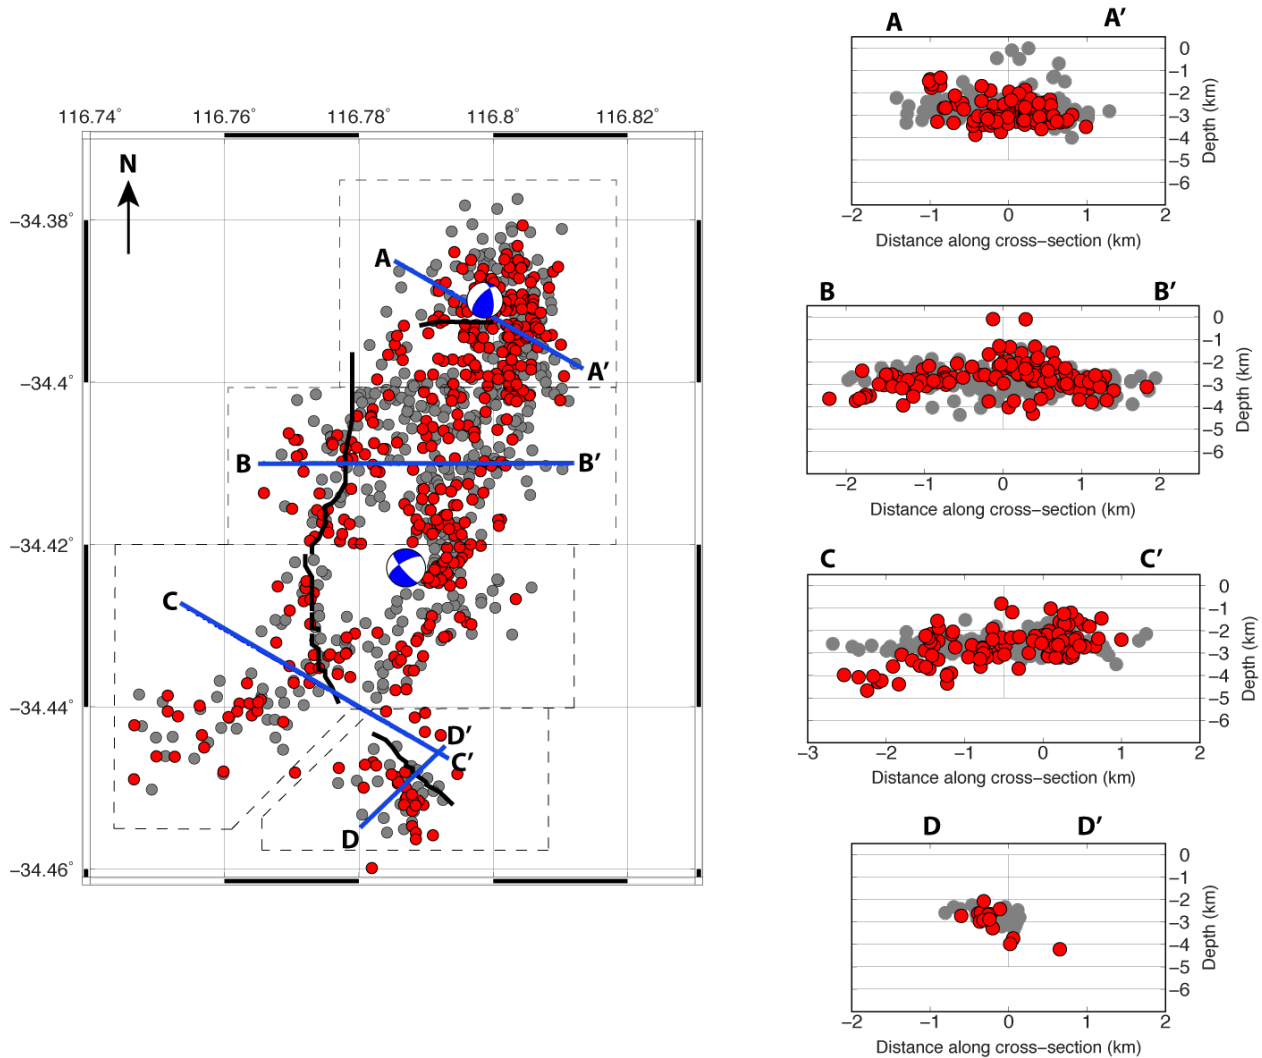 116.74° 116.76° 116.78° 116.8 116.82°
N
−34.38°
−34.4°
−34.42°
−34.44°
−34.46°
A
A′
B
B′
C
C′
D
D′
A A′
0
−1
−2
−3
−4
−5
−6
Depth (km)
−2 −1 0 1 2
Distance along cross−section (km)
B B′
0
−1
−2
−3
−4
−5
−6
Depth (km)
−2 −1 0 1 2
Distance along cross−section (km)
C C′
0
−1
−2
−3
−4
−5
−6
Depth (km)
−3 −2 −1 0 1
Distance along cross−section (km)
D D′
0
−1
−2
−3
−4
−5
−6
Depth (km)
−2 −1 0 1 2
Distance along cross−section (km)